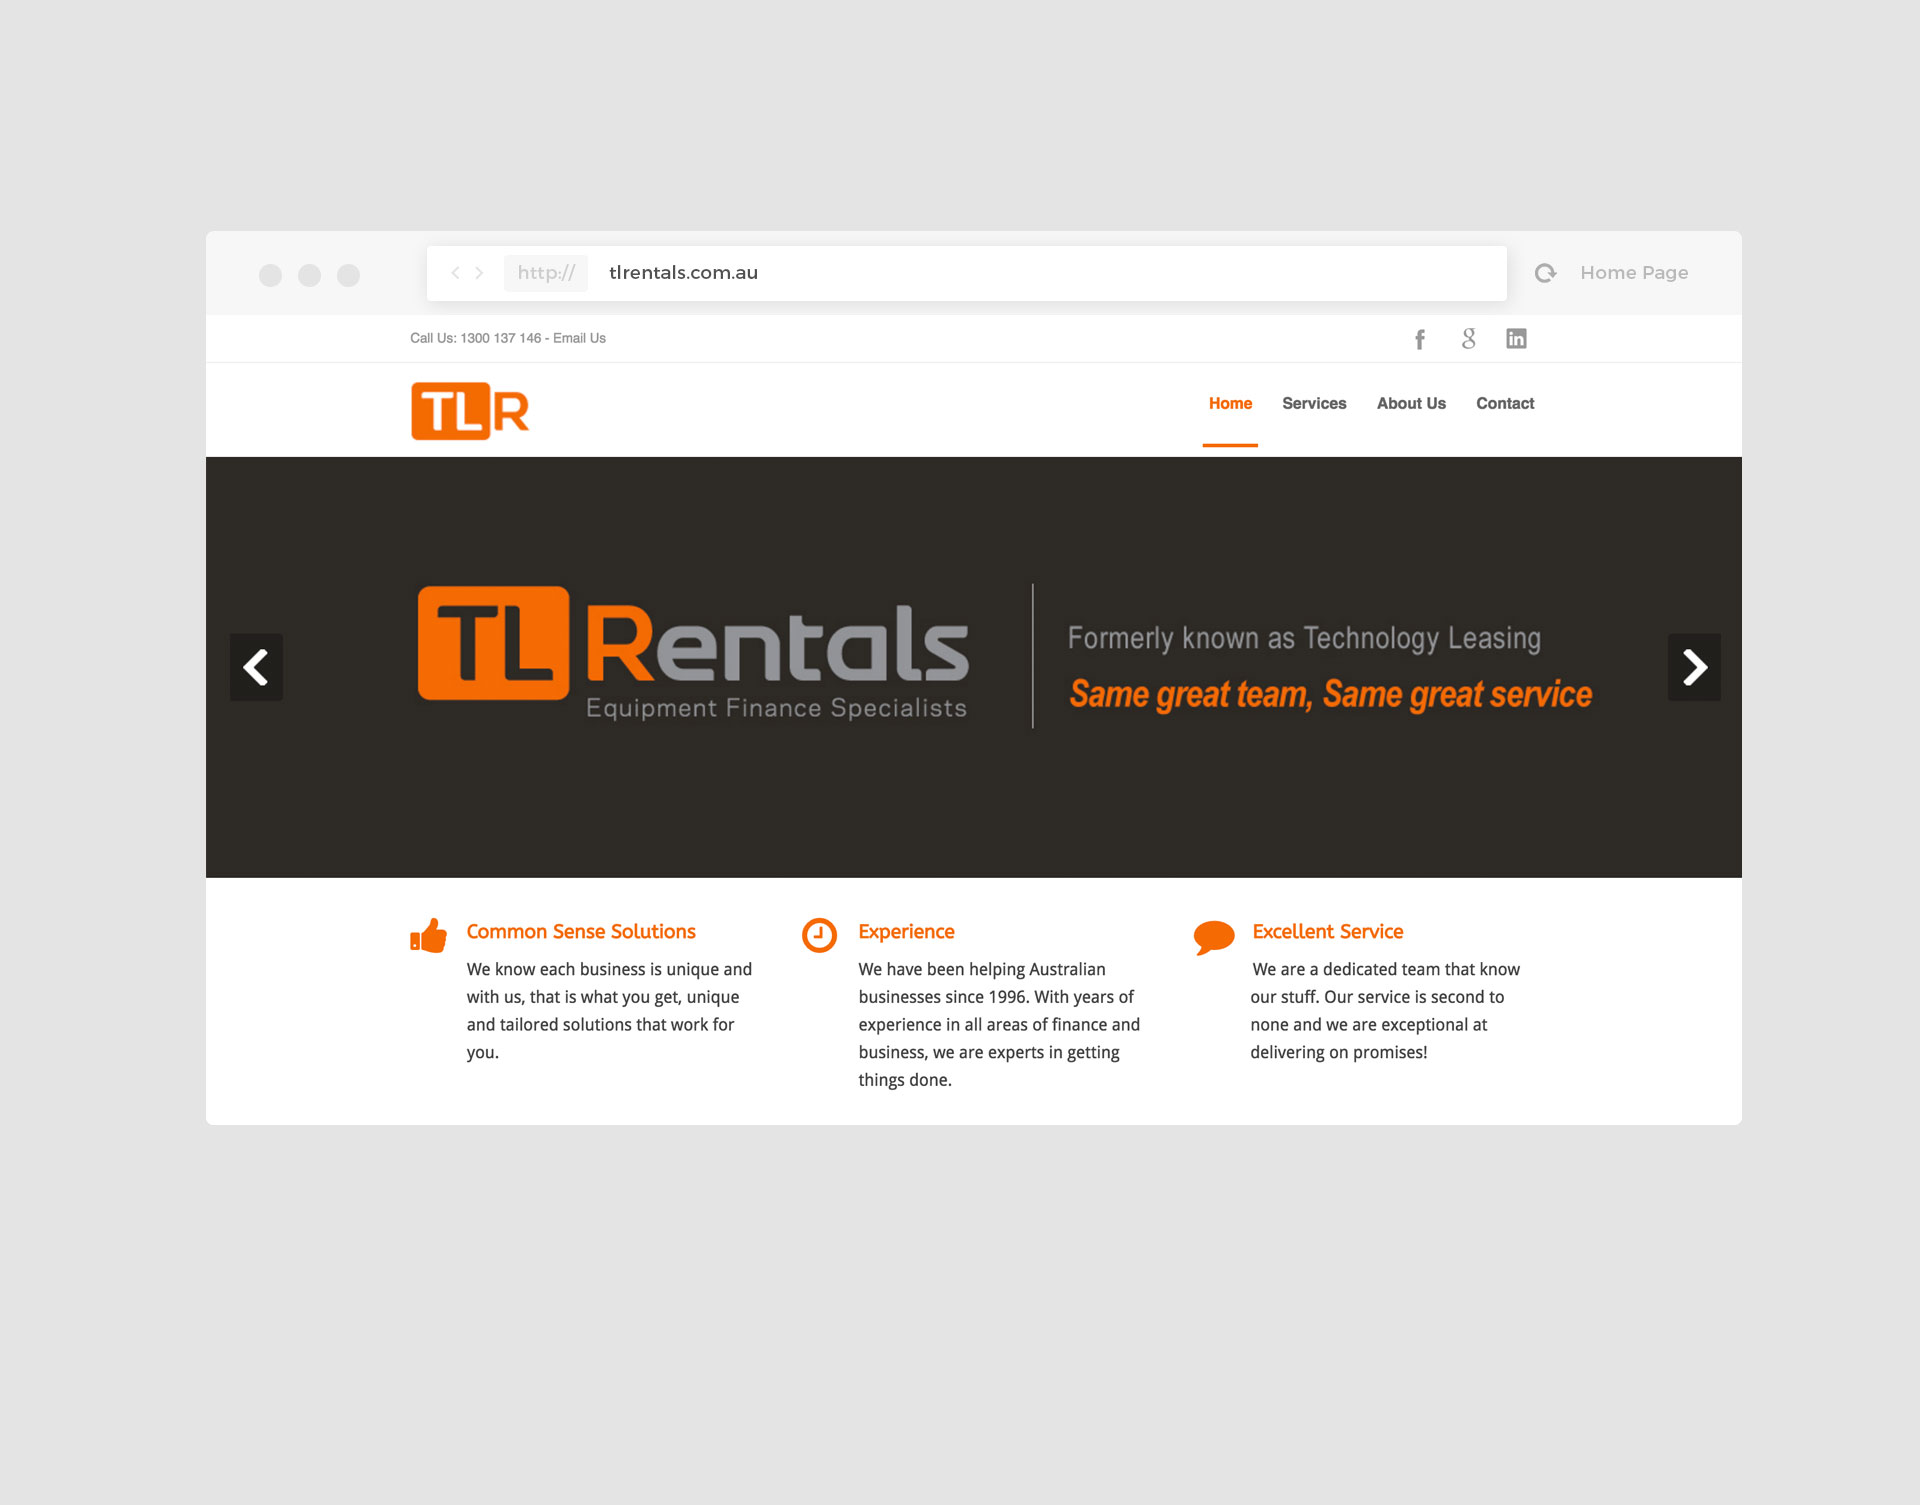 http:// tlrentals.com.au Home Page
Call Us: 1300 137 146 - Email Us
TLR
Home Services About Us Contact
TL Rentals
Equipment Finance Specialists
Formerly known as Technology Leasing
Same great team, Same great service
Common Sense Solutions
We know each business is unique and
with us, that is what you get, unique
and tailored solutions that work for
you.
Experience
We have been helping Australian
businesses since 1996. With years of
experience in all areas of finance and
business, we are experts in getting
things done.
Excellent Service
We are a dedicated team that know
our stuff. Our service is second to
none and we are exceptional at
delivering on promises!